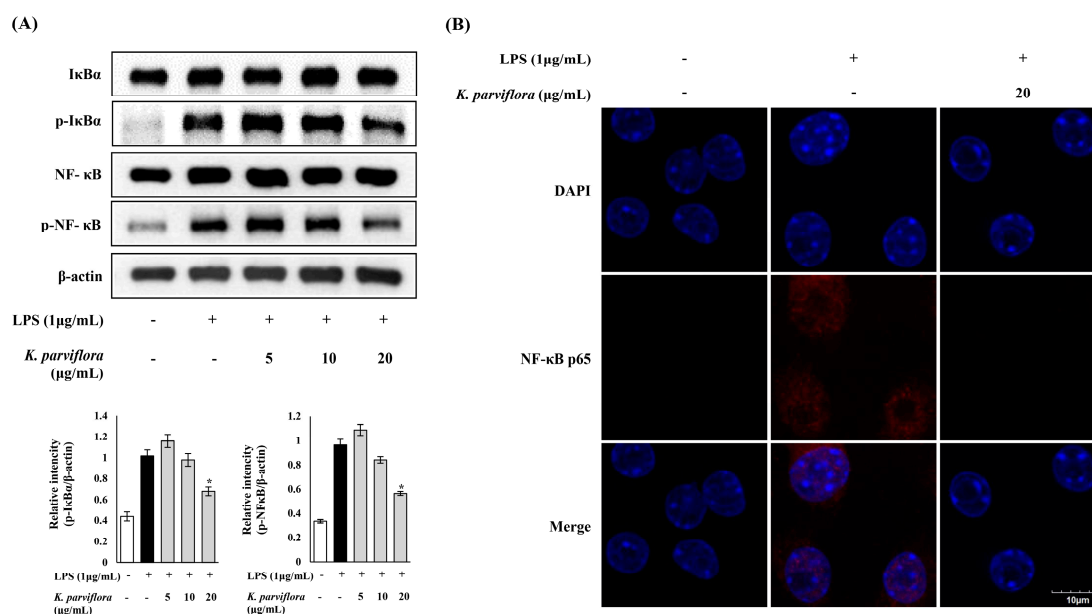 (A)
IκBα
p-IκBα
NF- κB
p-NF- κB
β-actin
LPS (1µg/mL) - + + + +
K. parviflora - - 5 10 20
(µg/mL)
Relative intencity
(p-IκBα/β-actin)
1.4
1.2
1
0.8
0.6
0.4
0.2
0
*
LPS (1µg/mL) - + + + +
K. parviflora - - 5 10 20
(µg/mL)
Relative intencity
(p-NFκB/β-actin)
1.2
1
0.8
0.6
0.4
0.2
0
*
LPS (1µg/mL) - + + + +
K. parviflora - - 5 10 20
(µg/mL)
(B)
LPS (1µg/mL) - + +
K. parviflora (µg/mL) - - 20
DAPI
NF-κB p65
Merge
10µm